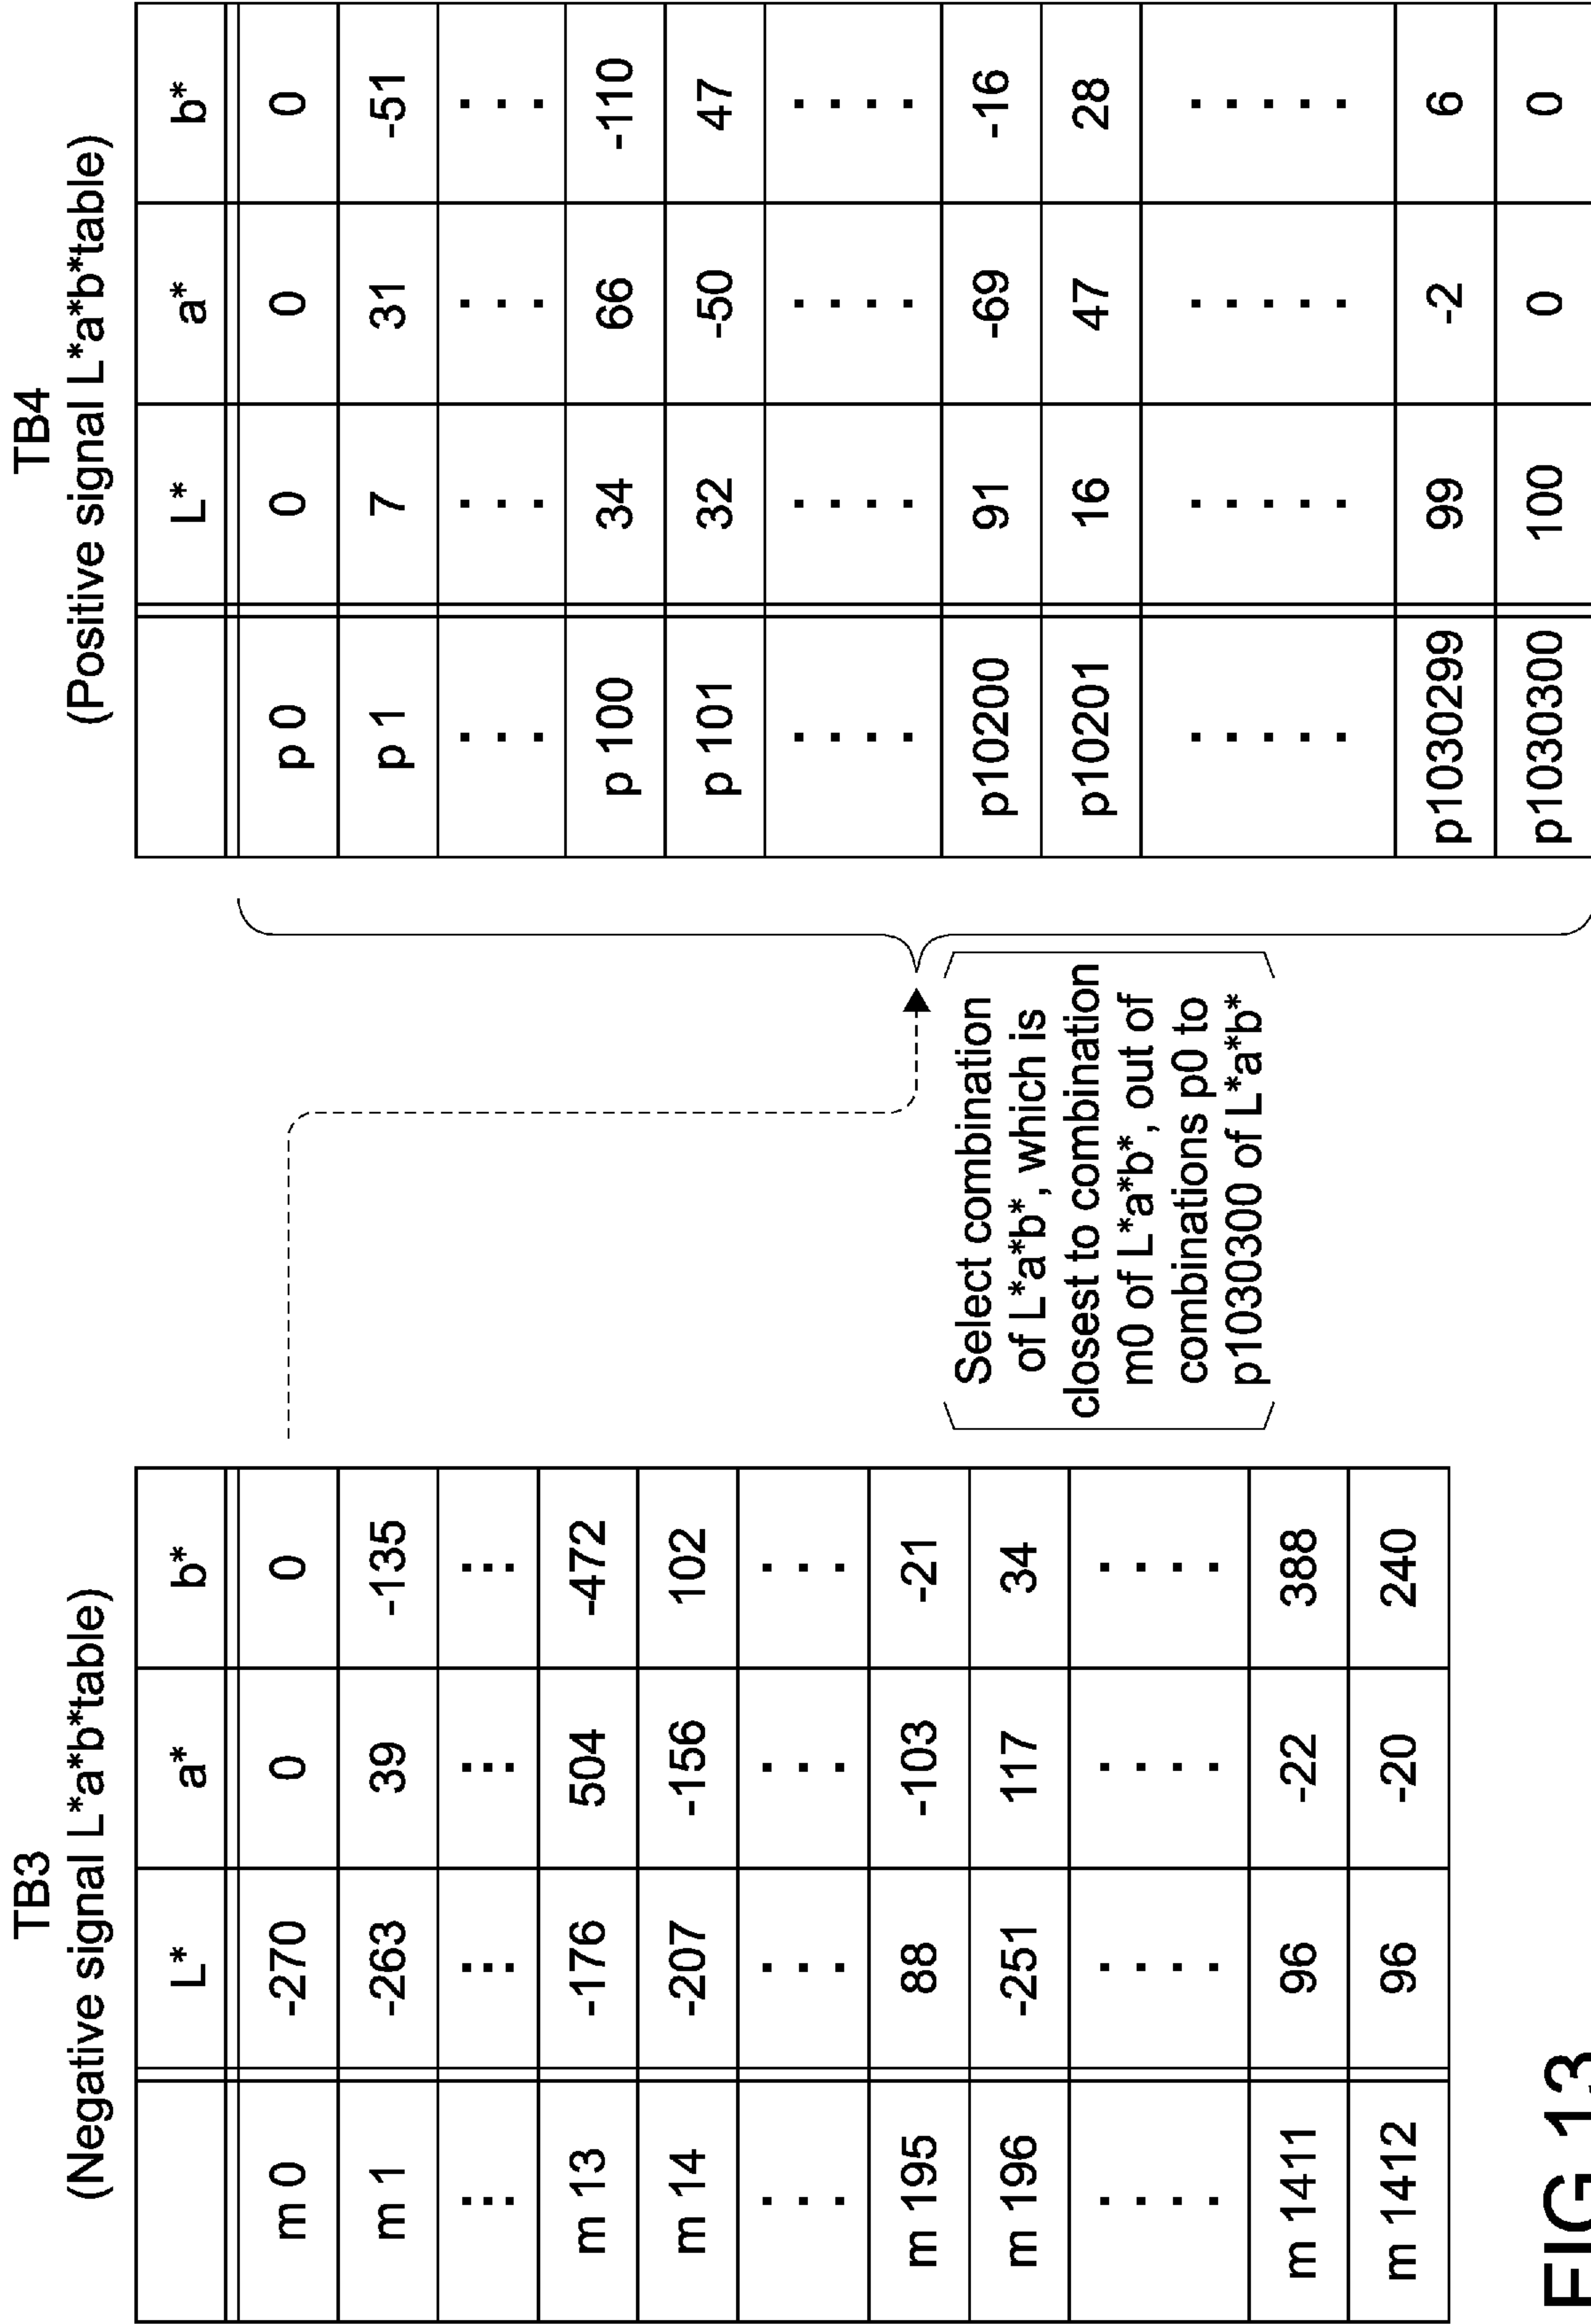 TB3
(Negative signal L*a*b*table)
L* a* b*
m 0 -270 0 0
m 1 -263 39 -135
... ... ... ...
m 13 -176 504 -472
m 14 -207 -156 102
. . . . . . . . . . . .
m 195 88 -103 -21
m 196 -251 117 34
. . . . . . . . . . . . . . . .
m 1411 96 -22 388
m 1412 96 -20 240
Select combination
of L*a*b*, which is
closest to combination
m0 of L*a*b*, out of
combinations p0 to
p1030300 of L*a*b*
TB4
(Positive signal L*a*b*table)
L* a* b*
p 0 0 0 0
p 1 7 31 -51
. . . . . . . . . . . .
p 100 34 66 -110
p 101 32 -50 47
. . . . . . . . . . . . . . . .
p10200 91 -69 -16
p10201 16 47 28
. . . . . . . . . . . . . . . . . . . .
p1030299 99 -2 6
p1030300 100 0 0
FIG.13